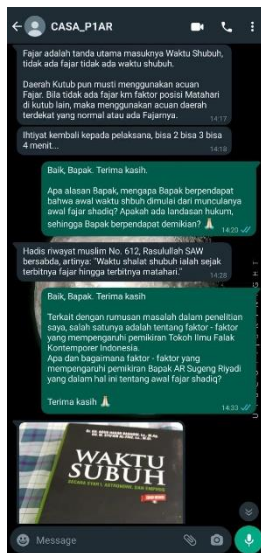 CASA_P1AR
Fajar adalah tanda utama masuknya Waktu Shubuh,
tidak ada fajar tidak ada waktu shubuh.
Daerah Kutub pun musti menggunakan acuan
Fajar. Bila tidak ada fajar km faktor posisi Matahari
di kutub lain, maka menggunakan acuan daerah
terdekat yang normal atau ada Fajarnya.
14.17
Ihtiyat kembali kepada pelaksana, bisa 2 bisa 3 bisa
4 menit...
14.18
Baik, Bapak. Terima kasih.
Apa alasan Bapak, mengapa Bapak berpendapat
bahwa awal waktu shbuh dimulai dari munculanya
awal fajar shadiq? Apakah ada landasan hukum,
sehingga Bapak berpendapat demikian? 🙏
14.20
Hadis riwayat muslim No. 612, Rasulullah SAW
bersabda, artinya: "Waktu shalat shubuh ialah sejak
terbitnya fajar hingga terbitnya matahari."
14.28
Baik, Bapak. Terima kasih
Terkait dengan rumusan masalah dalam penelitian
saya, salah satunya adalah tentang faktor - faktor
yang mempengaruhi pemikiran Tokoh Ilmu Falak
Kontemporer Indonesia.
Apa dan bagaimana faktor - faktor yang
mempengaruhi pemikiran Bapak AR Sugeng Riyadi
yang dalam hal ini tentang awal fajar shadiq?
Terima kasih 🙏
14.33
WAKTU
SUBUH
SECARA SYAR'I, ASTRONOMI, DAN EMPIRIS
Message